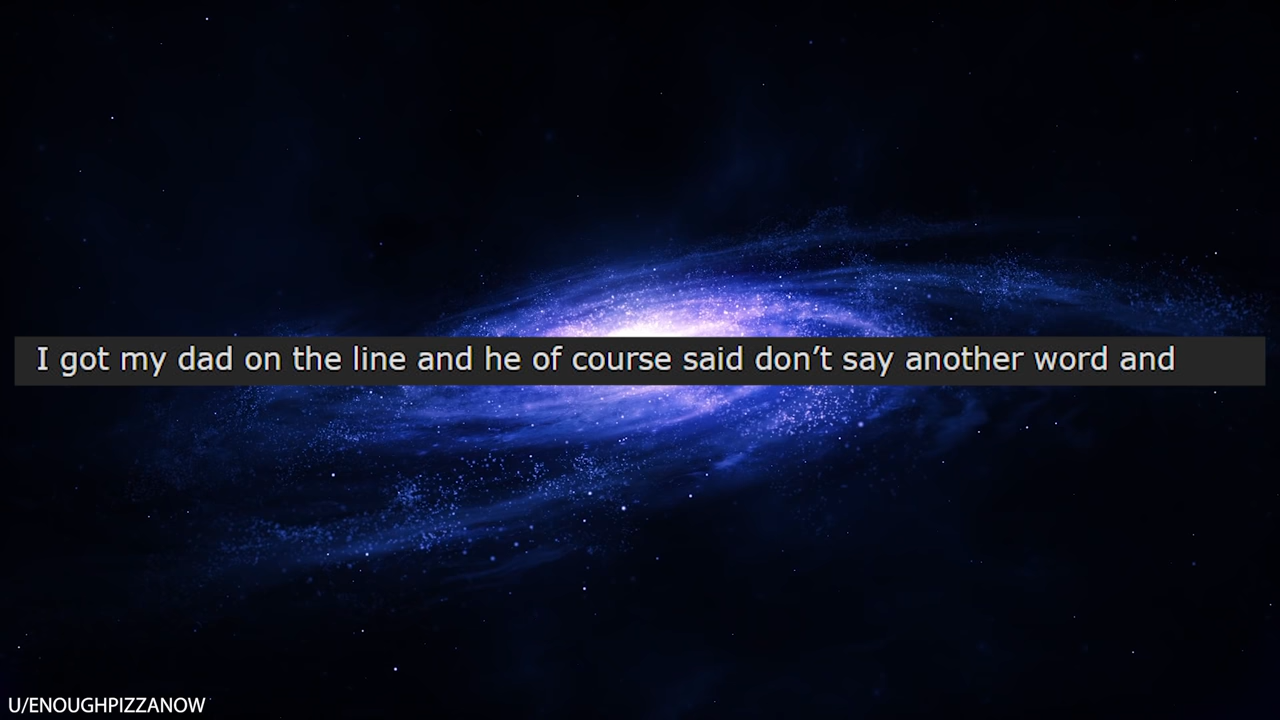 I got my dad on the line and he of course said don’t say another word and
U/ENOUGHPIZZANOW